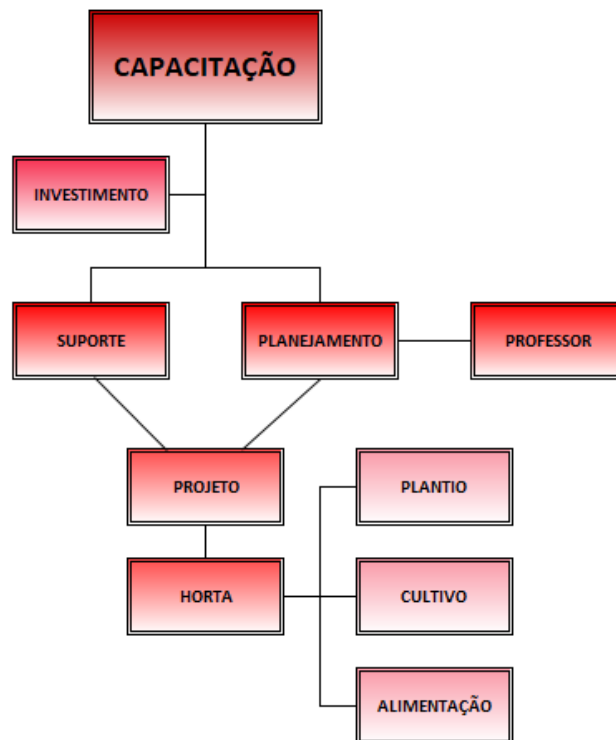 CAPACITAÇÃO
INVESTIMENTO
SUPORTE
PLANEJAMENTO
PROFESSOR
PROJETO
PLANTIO
HORTA
CULTIVO
ALIMENTAÇÃO